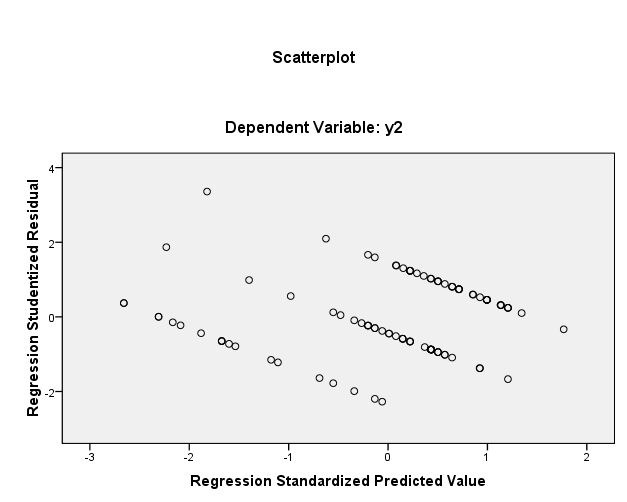 Scatterplot
Dependent Variable: y2
Regression Studentized Residual
4
2
0
-2
-3
-2
-1
0
1
2
Regression Standardized Predicted Value